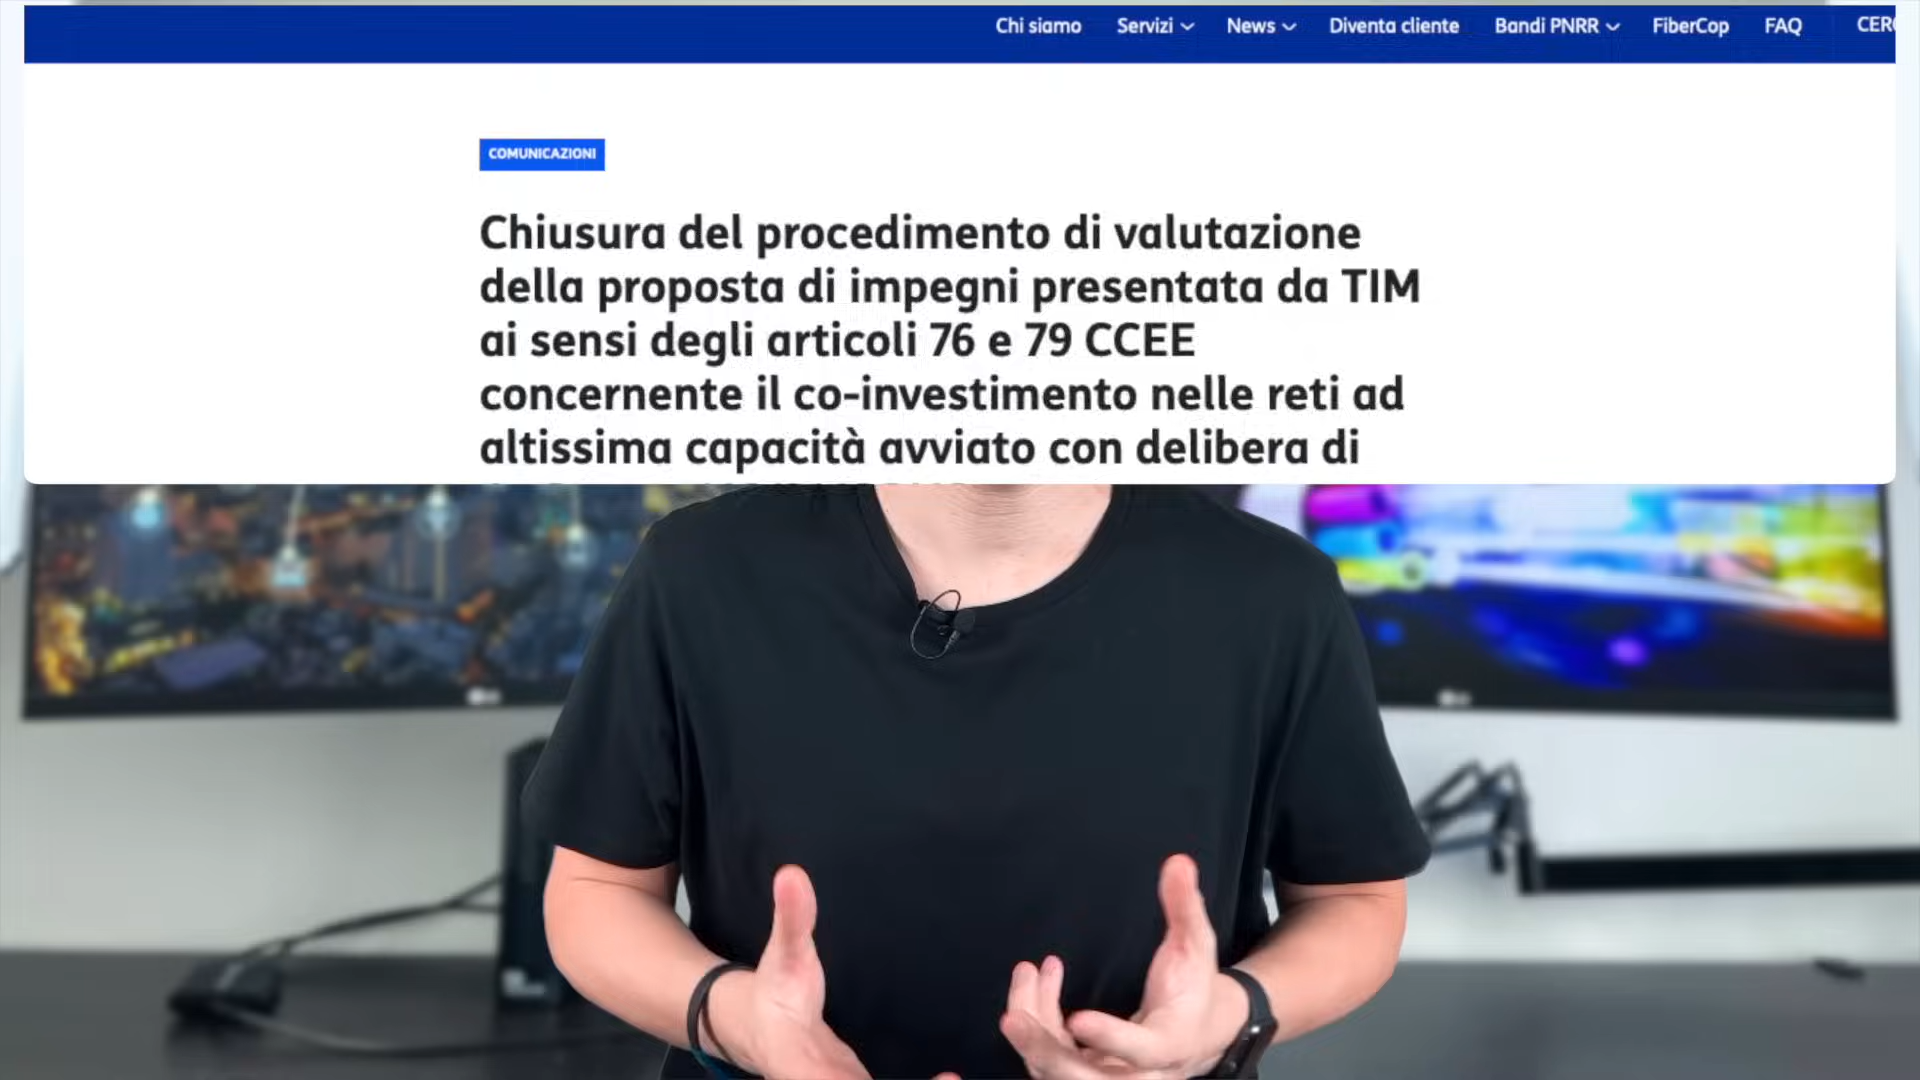 Chi siamo Servizi News Diventa cliente Bandi PNRR FiberCop FAQ
COMUNICAZIONI
Chiusura del procedimento di valutazione
della proposta di impegni presentata da TIM
ai sensi degli articoli 76 e 79 CCEE
concernente il co-investimento nelle reti ad
altissima capacità avviato con delibera di